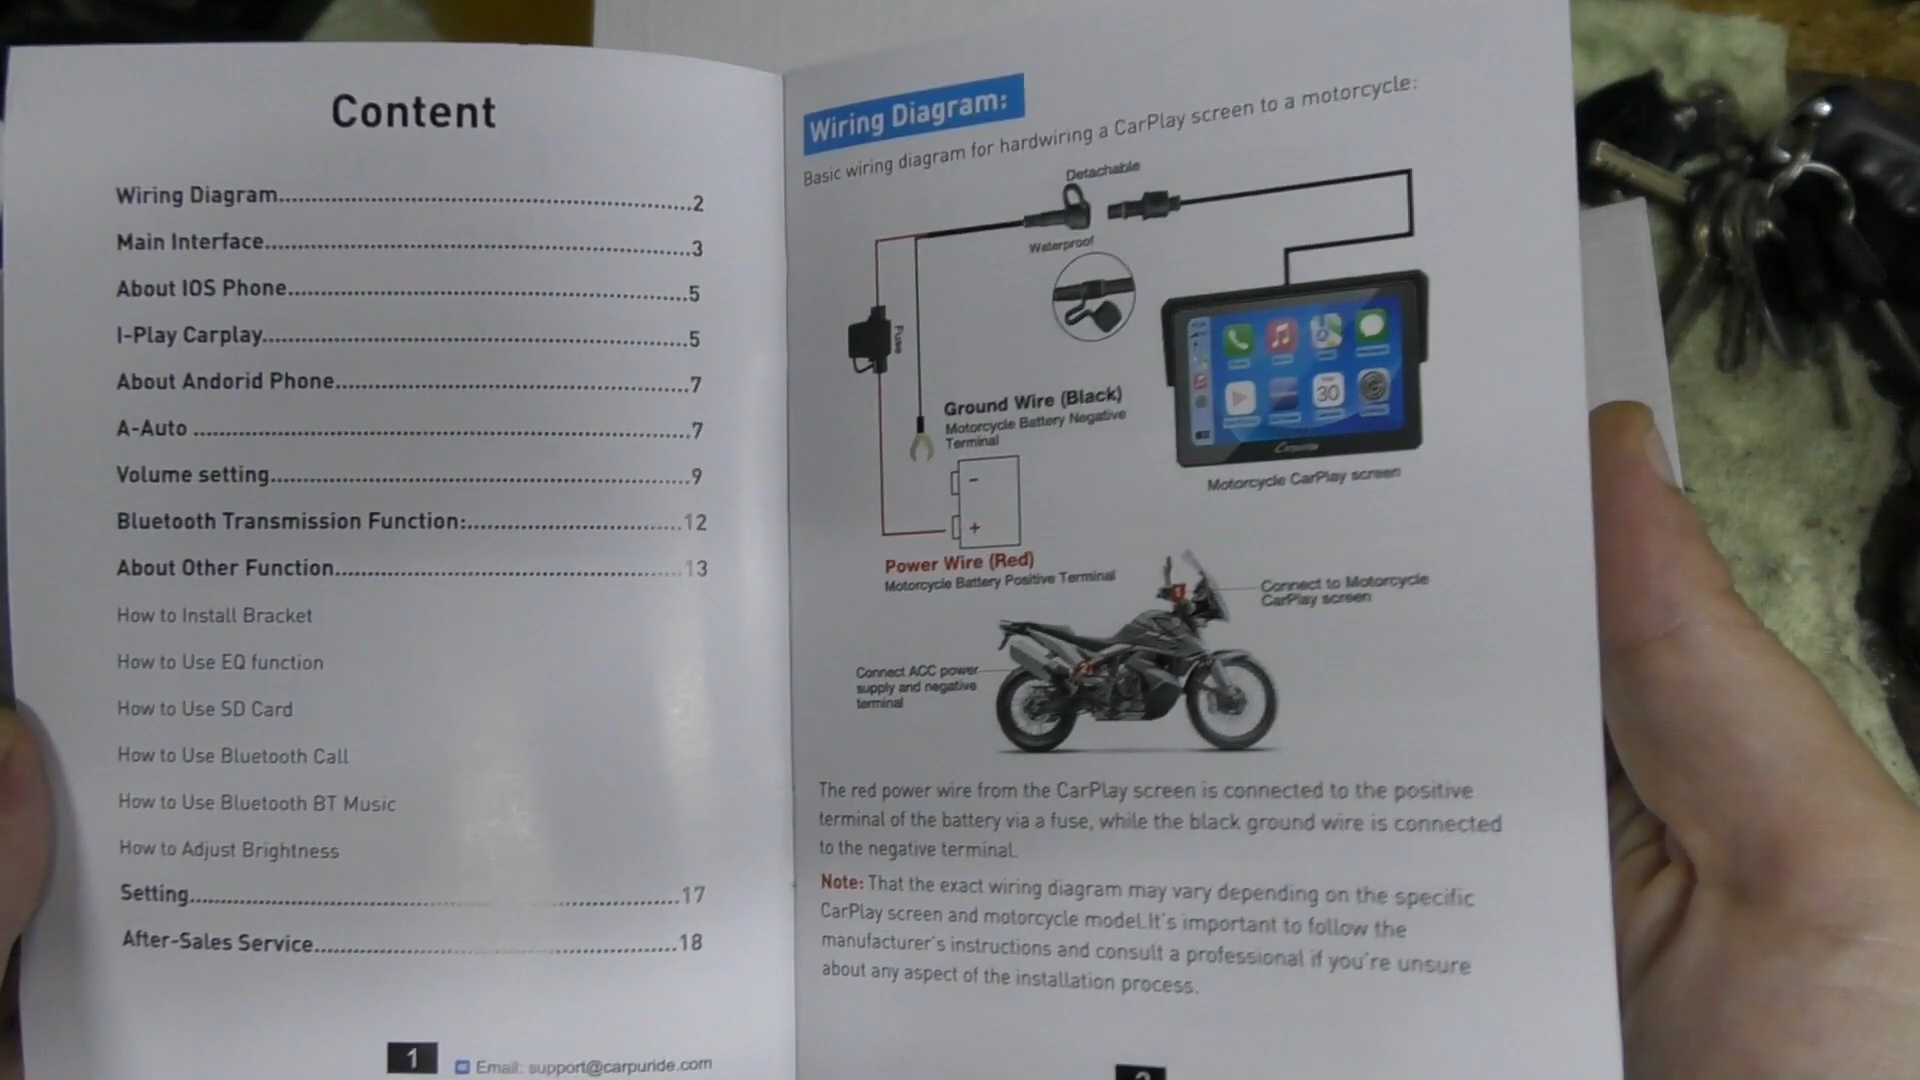 Content
Wiring Diagram..........2
Main Interface..........3
About IOS Phone..........5
I-Play Carplay..........5
About Andorid Phone..........7
A-Auto ..........7
Volume setting..........9
Bluetooth Transmission Function:..........12
About Other Function..........13
How to Install Bracket
How to Use EQ function
How to Use SD Card
How to Use Bluetooth Call
How to Use Bluetooth BT Music
How to Adjust Brightness
Setting..........17
After-Sales Service..........18
1
Email: support@carpuride.com
Wiring Diagram:
Basic wiring diagram for hardwiring a CarPlay screen to a motorcycle:
Detachable
Waterproof
Fuse
Ground Wire (Black)
Motorcycle Battery Negative
Terminal
-
+
Power Wire (Red)
Motorcycle Battery Positive Terminal
30
Carpuride
Motorcycle CarPlay screen
Connect to Motorcycle
CarPlay screen
1
2
Connect ACC power
supply and negative
terminal
The red power wire from the CarPlay screen is connected to the positive
terminal of the battery via a fuse, while the black ground wire is connected
to the negative terminal.
Note: That the exact wiring diagram may vary depending on the specific
CarPlay screen and motorcycle model.It's important to follow the
manufacturer's instructions and consult a professional if you're unsure
about any aspect of the installation process.
2